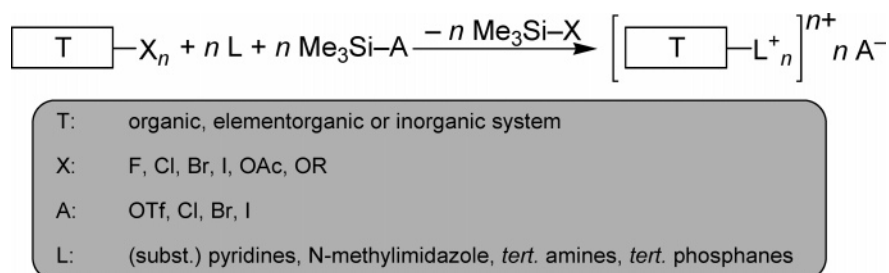 T –Xₙ + n L + n Me₃Si–A – n Me₃Si–X [ T –L⁺ₙ ]ⁿ⁺ n A⁻
T: organic, elementorganic or inorganic system
X: F, Cl, Br, I, OAc, OR
A: OTf, Cl, Br, I
L: (subst.) pyridines, N-methylimidazole, tert. amines, tert. phosphanes